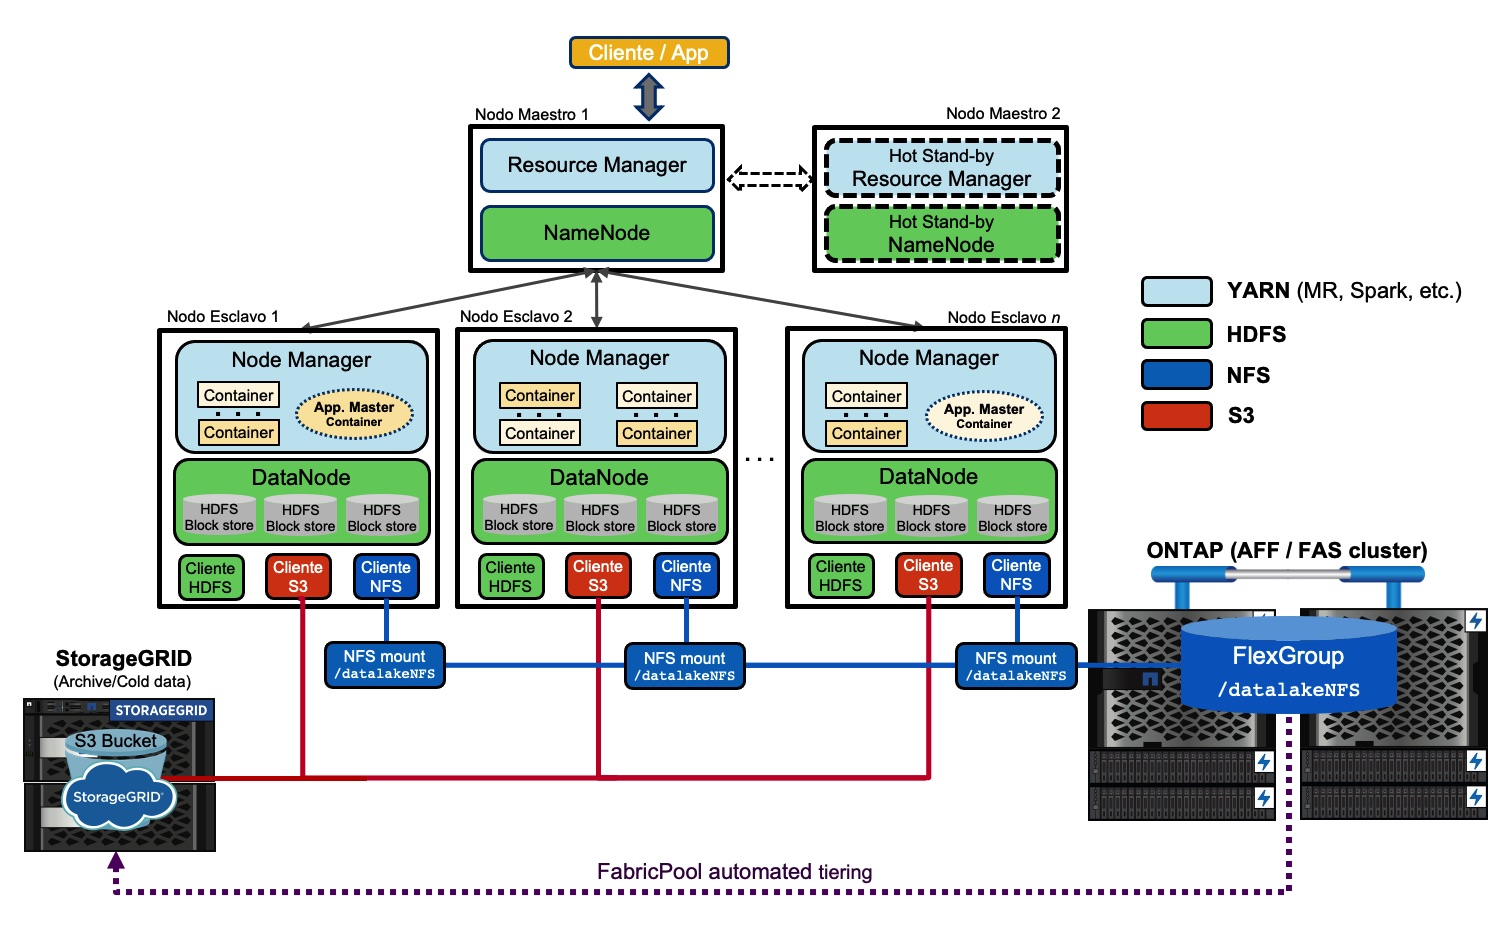 Cliente / App
Nodo Maestro 1
Resource Manager
NameNode
Nodo Maestro 2
Hot Stand-by
Resource Manager
Hot Stand-by
NameNode
YARN (MR, Spark, etc.)
HDFS
NFS
S3
Nodo Esclavo 1
Node Manager
Container
. . .
Container
App. Master
Container
DataNode
HDFS
Block store
HDFS
Block store
HDFS
Block store
Cliente
HDFS
Cliente
S3
Cliente
NFS
Nodo Esclavo 2
Node Manager
Container
. . .
Container
Container
. . .
Container
DataNode
HDFS
Block store
HDFS
Block store
HDFS
Block store
Cliente
HDFS
Cliente
S3
Cliente
NFS
. . .
Nodo Esclavo n
Node Manager
Container
. . .
Container
App. Master
Container
DataNode
HDFS
Block store
HDFS
Block store
HDFS
Block store
Cliente
HDFS
Cliente
S3
Cliente
NFS
NFS mount
/datalakeNFS
NFS mount
/datalakeNFS
NFS mount
/datalakeNFS
ONTAP (AFF / FAS cluster)
FlexGroup
/datalakeNFS
StorageGRID
(Archive/Cold data)
STORAGEGRID
S3 Bucket
StorageGRID
FabricPool automated tiering